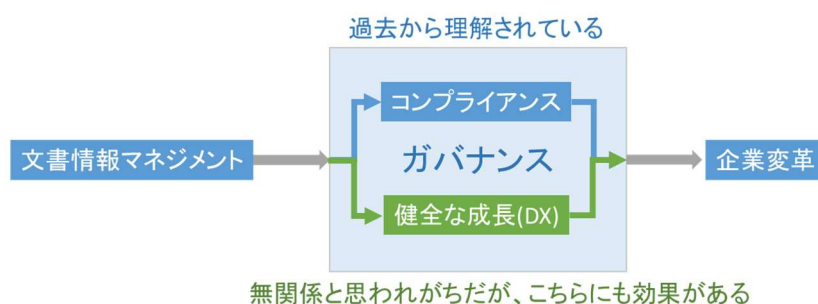 過去から理解されている
コンプライアンス
文書情報マネジメント
ガバナンス
企業変革
健全な成長(DX)
無関係と思われがちだが、こちらにも効果がある